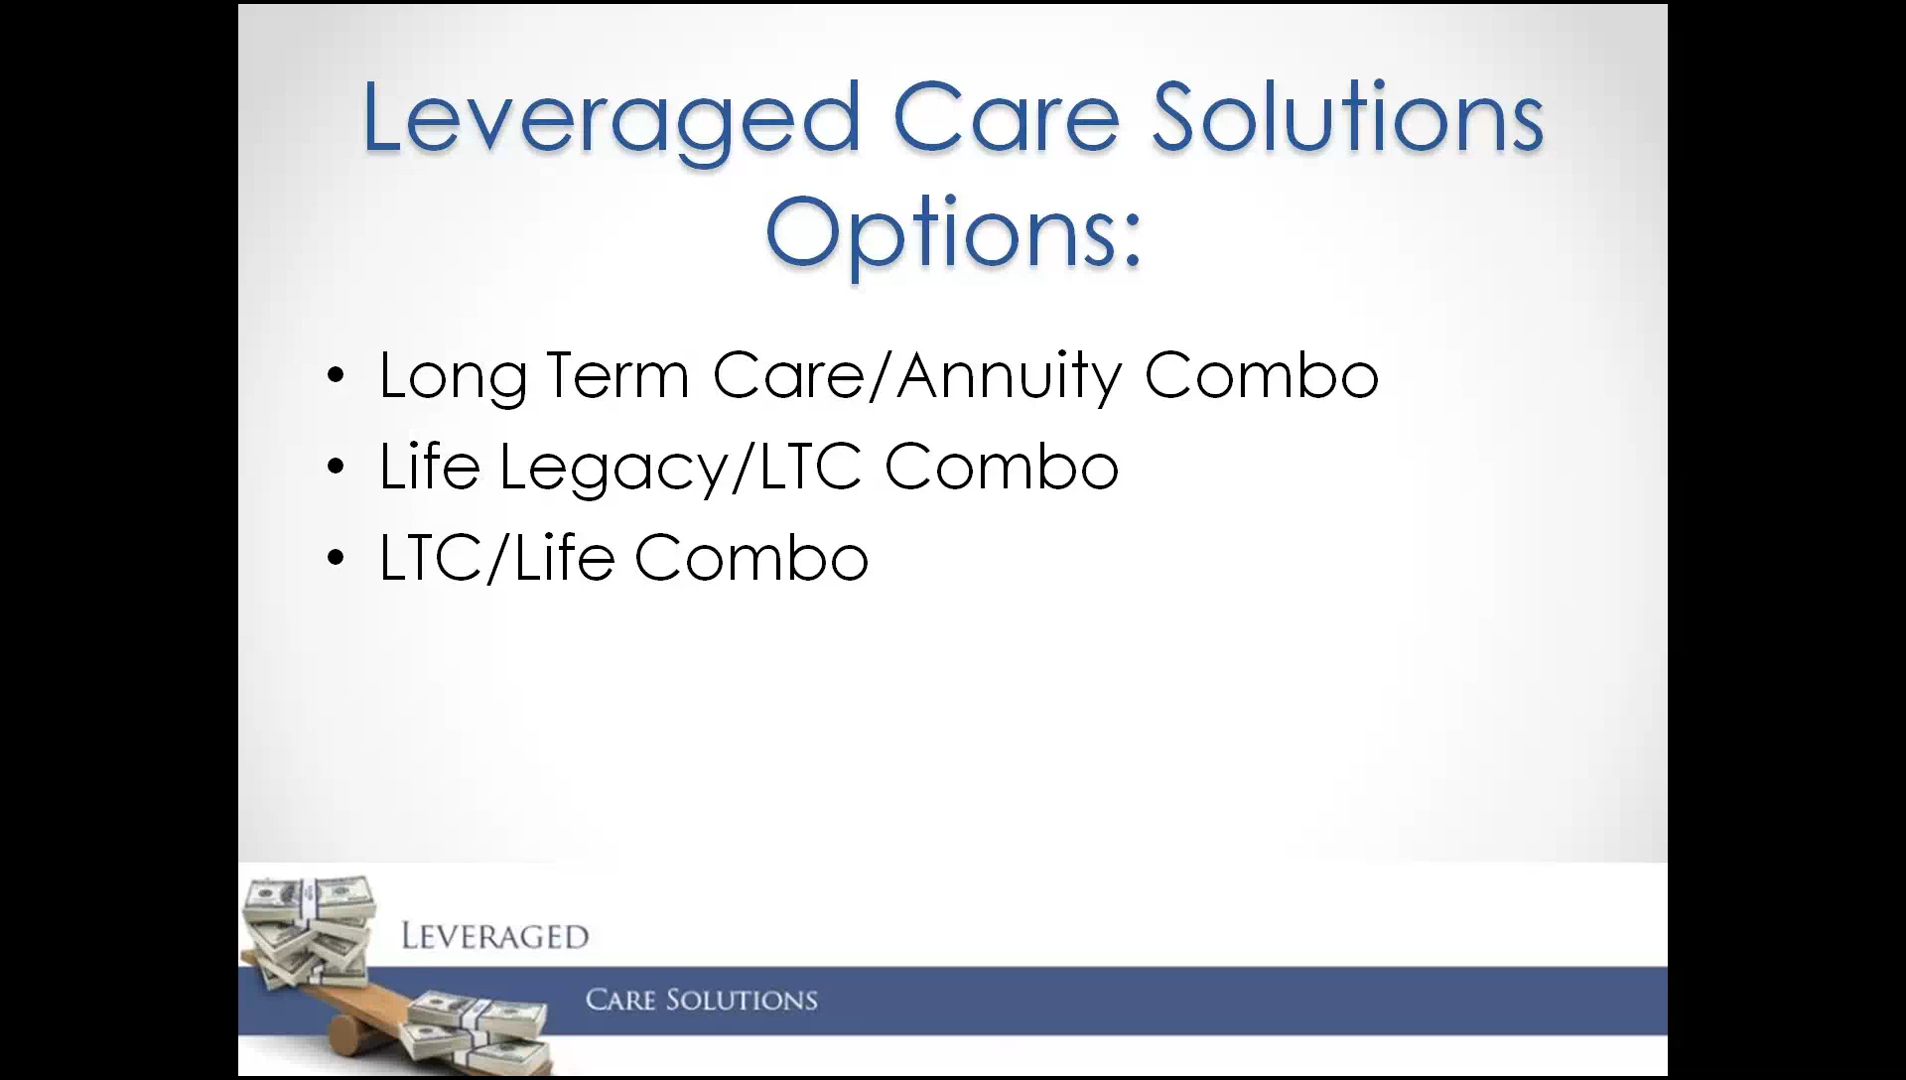 Leveraged Care Solutions
Options:
• Long Term Care/Annuity Combo
• Life Legacy/LTC Combo
• LTC/Life Combo
LEVERAGED
CARE SOLUTIONS